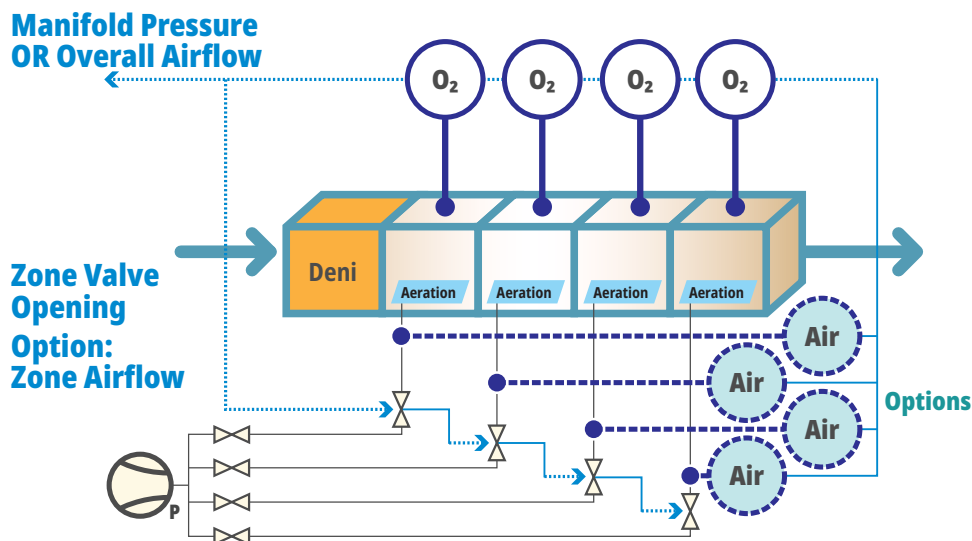 Manifold Pressure
OR Overall Airflow
O₂ O₂ O₂ O₂
Zone Valve
Opening
Option:
Zone Airflow
Deni
Aeration Aeration Aeration Aeration
Air
Air
Options
Air
Air
P